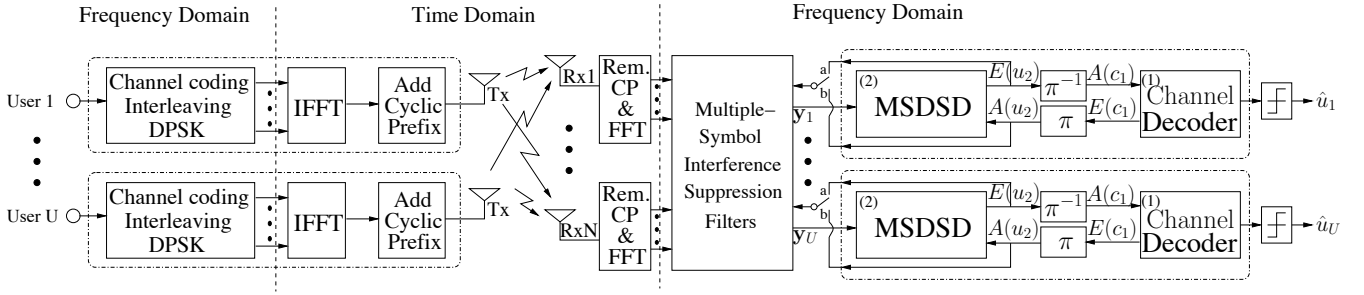 Frequency Domain
Time Domain
Frequency Domain
User 1
Channel coding
Interleaving
DPSK
IFFT
Add
Cyclic
Prefix
Tx
Rx1
Rem.
CP
&
FFT
Multiple−
Symbol
Interference
Suppression
Filters
a
b
y₁
(2)
MSDSD
E(u₂)
A(u₂)
π⁻¹
π
A(c₁)
E(c₁)
(1)
Channel
Decoder
û₁
User U
Channel coding
Interleaving
DPSK
IFFT
Add
Cyclic
Prefix
Tx
RxN
Rem.
CP
&
FFT
a
b
y_U
(2)
MSDSD
E(u₂)
A(u₂)
π⁻¹
π
A(c₁)
E(c₁)
(1)
Channel
Decoder
û_U